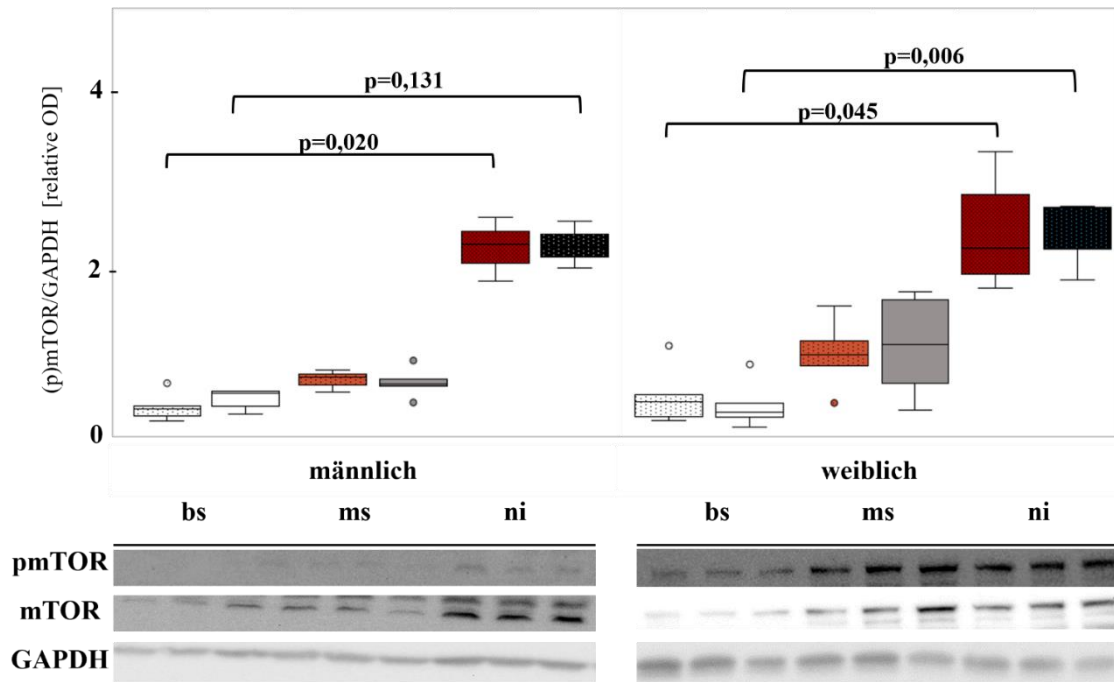 (p)mTOR/GAPDH [relative OD]
4
2
0
p=0,131
p=0,020
p=0,006
p=0,045
männlich weiblich
bs ms ni bs ms ni
pmTOR
mTOR
GAPDH